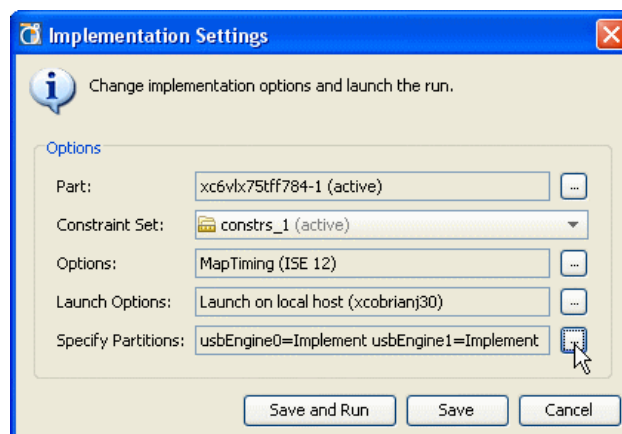 Implementation Settings
Change implementation options and launch the run.
Options
Part: xc6vlx75tff784-1 (active) ...
Constraint Set: constrs_1 (active)
Options: MapTiming (ISE 12) ...
Launch Options: Launch on local host (xcobrianj30) ...
Specify Partitions: usbEngine0=Implement usbEngine1=Implement ...
Save and Run Save Cancel